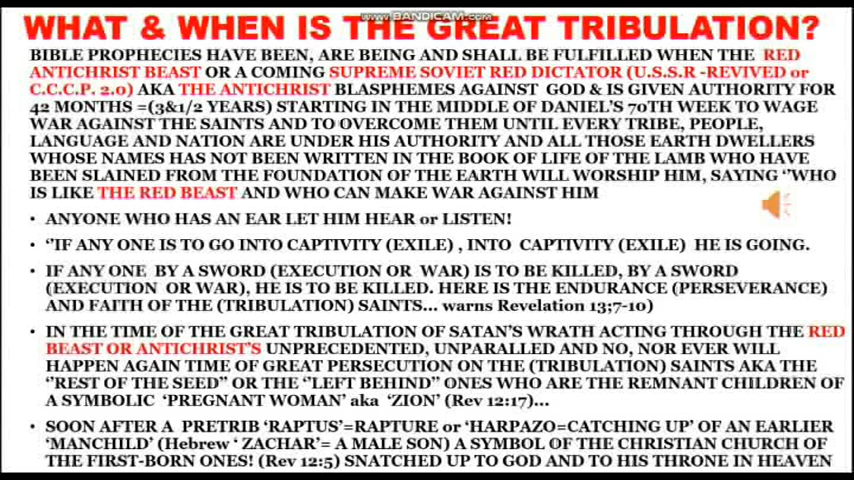 www.BANDICAM.com
WHAT & WHEN IS THE GREAT TRIBULATION?
BIBLE PROPHECIES HAVE BEEN, ARE BEING AND SHALL BE FULFILLED WHEN THE RED
ANTICHRIST BEAST OR A COMING SUPREME SOVIET RED DICTATOR (U.S.S.R -REVIVED or
C.C.C.P. 2.0) AKA THE ANTICHRIST BLASPHEMES AGAINST GOD & IS GIVEN AUTHORITY FOR
42 MONTHS =(3&1/2 YEARS) STARTING IN THE MIDDLE OF DANIEL'S 70TH WEEK TO WAGE
WAR AGAINST THE SAINTS AND TO OVERCOME THEM UNTIL EVERY TRIBE, PEOPLE,
LANGUAGE AND NATION ARE UNDER HIS AUTHORITY AND ALL THOSE EARTH DWELLERS
WHOSE NAMES HAS NOT BEEN WRITTEN IN THE BOOK OF LIFE OF THE LAMB WHO HAVE
BEEN SLAINED FROM THE FOUNDATION OF THE EARTH WILL WORSHIP HIM, SAYING ''WHO
IS LIKE THE RED BEAST AND WHO CAN MAKE WAR AGAINST HIM
• ANYONE WHO HAS AN EAR LET HIM HEAR or LISTEN!
• ''IF ANY ONE IS TO GO INTO CAPTIVITY (EXILE) , INTO CAPTIVITY (EXILE) HE IS GOING.
• IF ANY ONE BY A SWORD (EXECUTION OR WAR) IS TO BE KILLED, BY A SWORD
(EXECUTION OR WAR), HE IS TO BE KILLED. HERE IS THE ENDURANCE (PERSEVERANCE)
AND FAITH OF THE (TRIBULATION) SAINTS... warns Revelation 13;7-10)
• IN THE TIME OF THE GREAT TRIBULATION OF SATAN'S WRATH ACTING THROUGH THE RED
BEAST OR ANTICHRIST'S UNPRECEDENTED, UNPARALLED AND NO, NOR EVER WILL
HAPPEN AGAIN TIME OF GREAT PERSECUTION ON THE (TRIBULATION) SAINTS AKA THE
''REST OF THE SEED'' OR THE ''LEFT BEHIND'' ONES WHO ARE THE REMNANT CHILDREN OF
A SYMBOLIC 'PREGNANT WOMAN' aka 'ZION' (Rev 12:17)...
• SOON AFTER A PRETRIB 'RAPTUS'=RAPTURE or 'HARPAZO=CATCHING UP' OF AN EARLIER
'MANCHILD' (Hebrew ' ZACHAR'= A MALE SON) A SYMBOL OF THE CHRISTIAN CHURCH OF
THE FIRST-BORN ONES! (Rev 12:5) SNATCHED UP TO GOD AND TO HIS THRONE IN HEAVEN